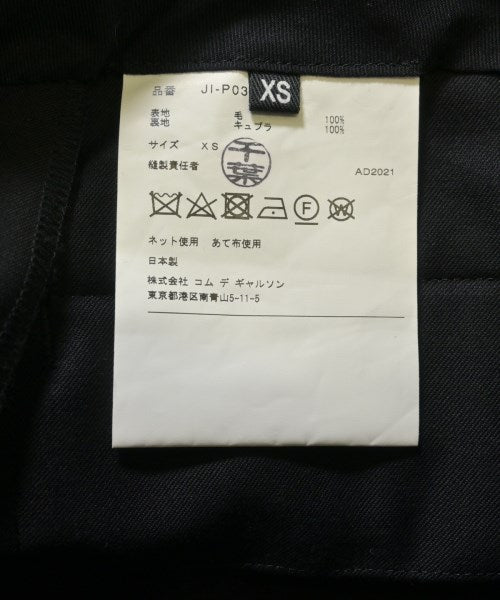 品番 JI-P03
XS
表地 毛 100%
裏地 キュプラ 100%
サイズ XS
縫製責任者 千葉
AD2021
F
W
ネット使用 あて布使用
日本製
株式会社 コム デ ギャルソン
東京都港区南青山5-11-5